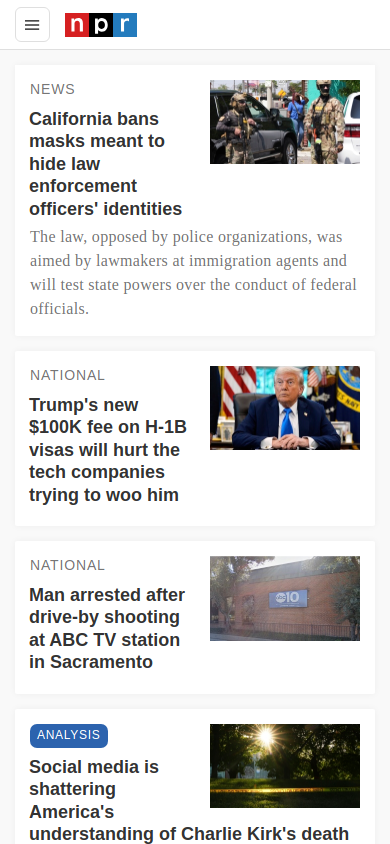 npr
NEWS
California bans
masks meant to
hide law
enforcement
officers' identities
The law, opposed by police organizations, was
aimed by lawmakers at immigration agents and
will test state powers over the conduct of federal
officials.
NATIONAL
Trump's new
$100K fee on H-1B
visas will hurt the
tech companies
trying to woo him
NATIONAL
Man arrested after
drive-by shooting
at ABC TV station
in Sacramento
abc10
ANALYSIS
Social media is
shattering
America's
understanding of Charlie Kirk's death